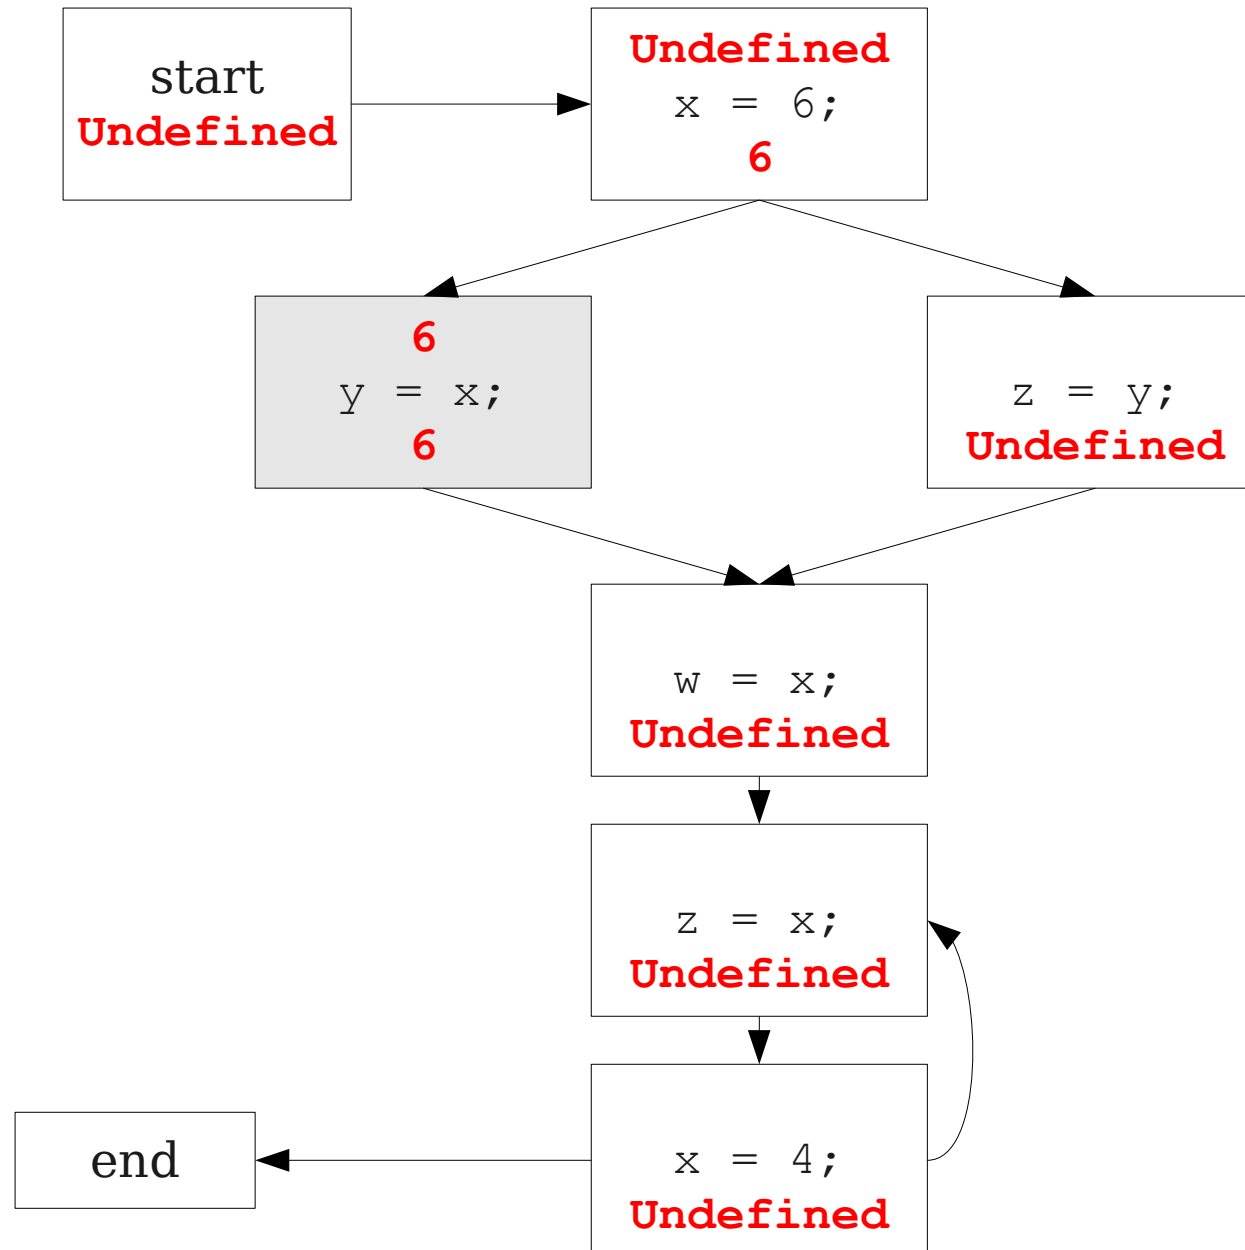 start
Undefined
Undefined
x = 6;
6
6
y = x;
6
z = y;
Undefined
w = x;
Undefined
z = x;
Undefined
x = 4;
Undefined
end